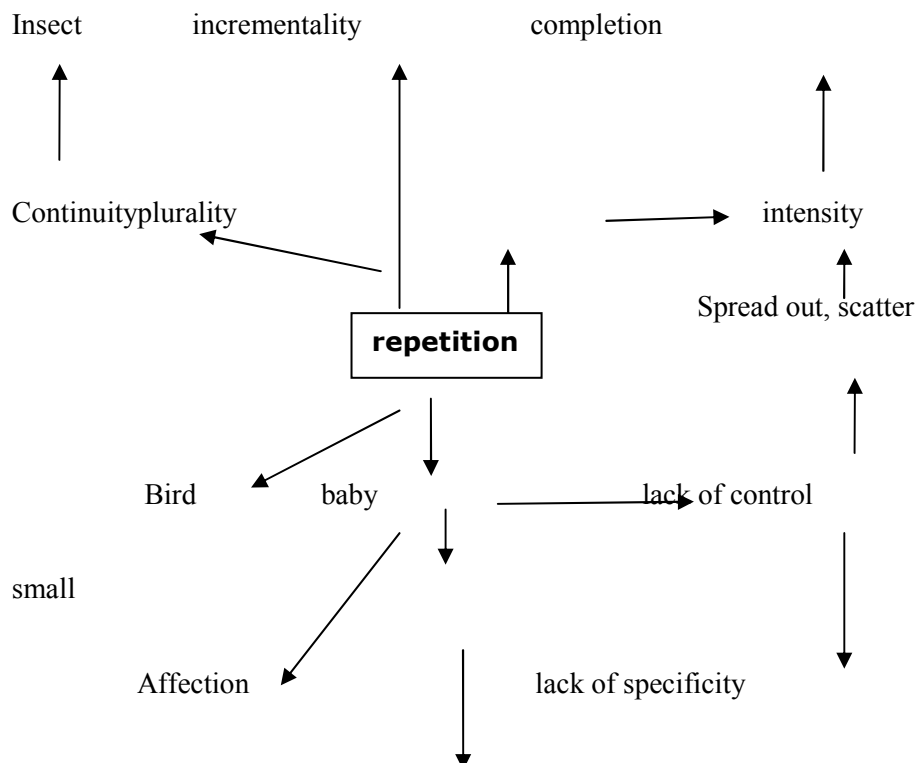 Insect incrementality completion
Continuityplurality intensity
Spread out, scatter
repetition
Bird baby lack of control
small
Affection lack of specificity